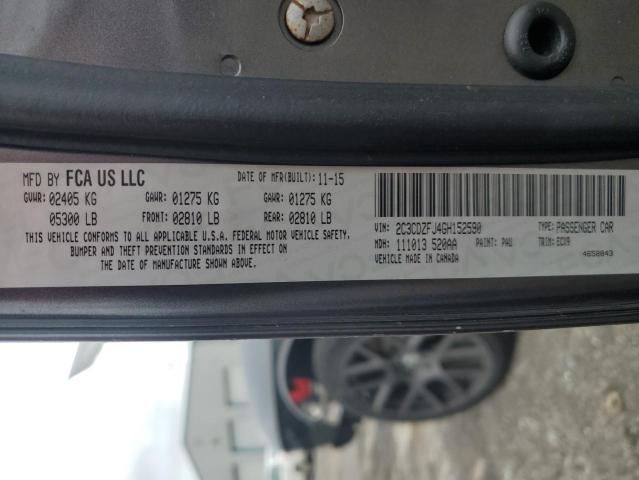 MFD BY FCA US LLC
DATE OF MFR(BUILT): 11-15
GVWR: 02405 KG
GAWR: 01275 KG
GAWR: 01275 KG
05300 LB
FRONT: 02810 LB
REAR: 02810 LB
THIS VEHICLE CONFORMS TO ALL APPLICABLE U.S.A. FEDERAL MOTOR VEHICLE SAFETY,
BUMPER AND THEFT PREVENTION STANDARDS IN EFFECT ON
THE DATE OF MANUFACTURE SHOWN ABOVE.
VIN: 2C3CDZFJ4GH152590
TYPE: PASSENGER CAR
MDH: 111013 520AA
PAINT: PAU
TRIM: ECX9
VEHICLE MADE IN CANADA
4650843